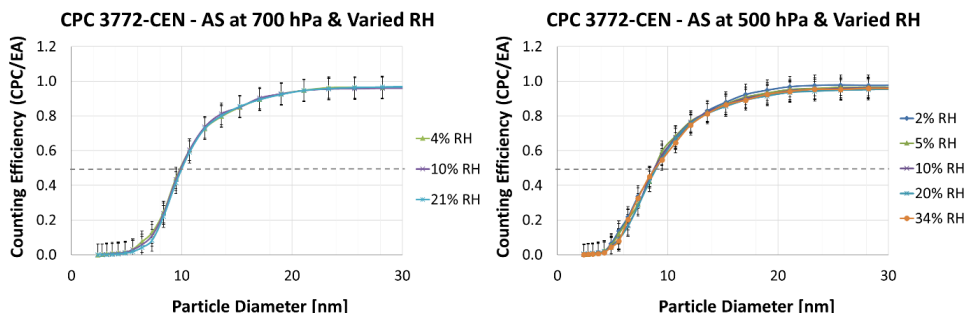 CPC 3772-CEN - AS at 700 hPa & Varied RH
Counting Efficiency (CPC/EA)
1.2
1.0
0.8
0.6
0.4
0.2
0.0
0
10
20
30
Particle Diameter [nm]
4% RH
10% RH
21% RH
CPC 3772-CEN - AS at 500 hPa & Varied RH
Counting Efficiency (CPC/EA)
1.2
1.0
0.8
0.6
0.4
0.2
0.0
0
10
20
30
Particle Diameter [nm]
2% RH
5% RH
10% RH
20% RH
34% RH